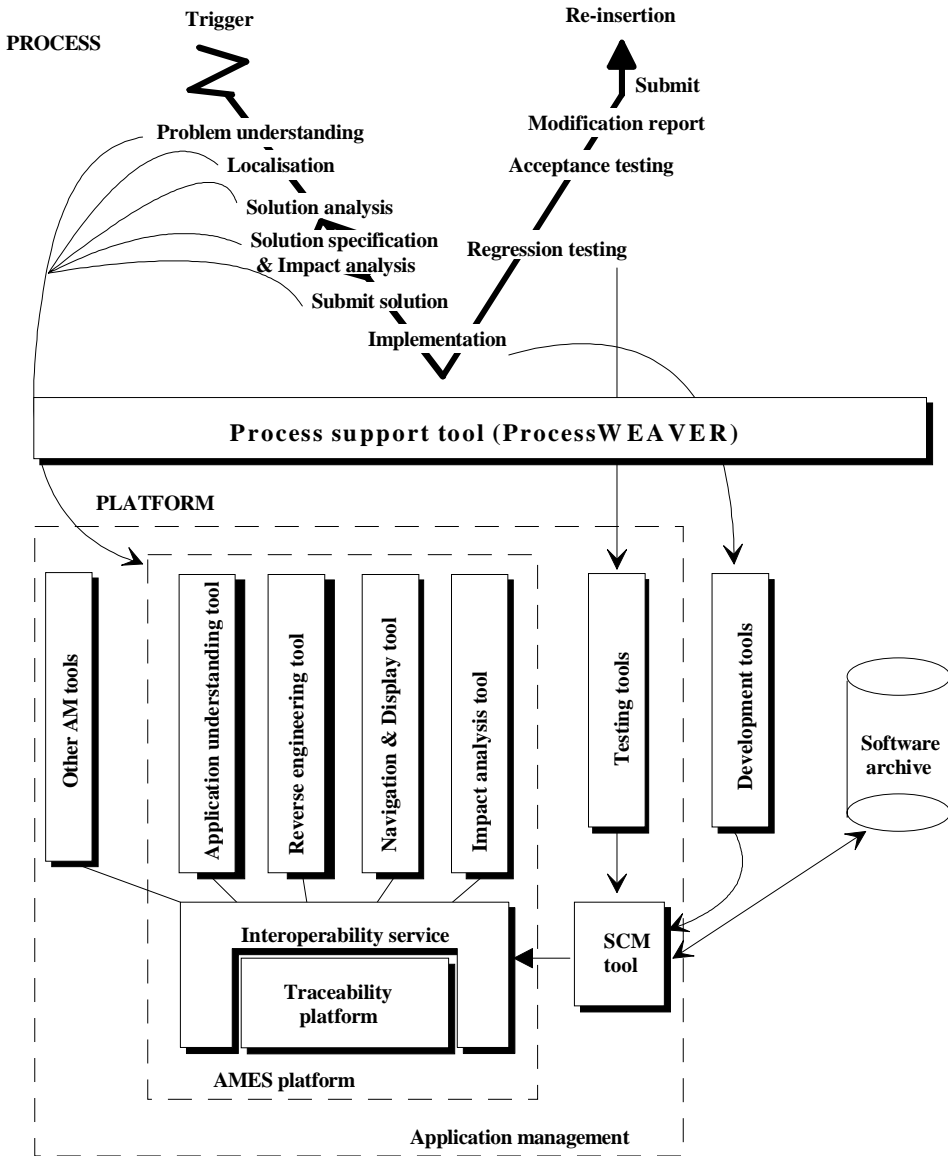 Trigger
Re-insertion
PROCESS
Submit
Modification report
Problem understanding
Localisation
Acceptance testing
Solution analysis
Solution specification
& Impact analysis
Regression testing
Submit solution
Implementation
Process support tool (ProcessWEAVER)
PLATFORM
Other AM tools
Application understanding tool
Reverse engineering tool
Navigation & Display tool
Impact analysis tool
Testing tools
Development tools
Software
archive
Interoperability service
Traceability
platform
SCM
tool
AMES platform
Application management